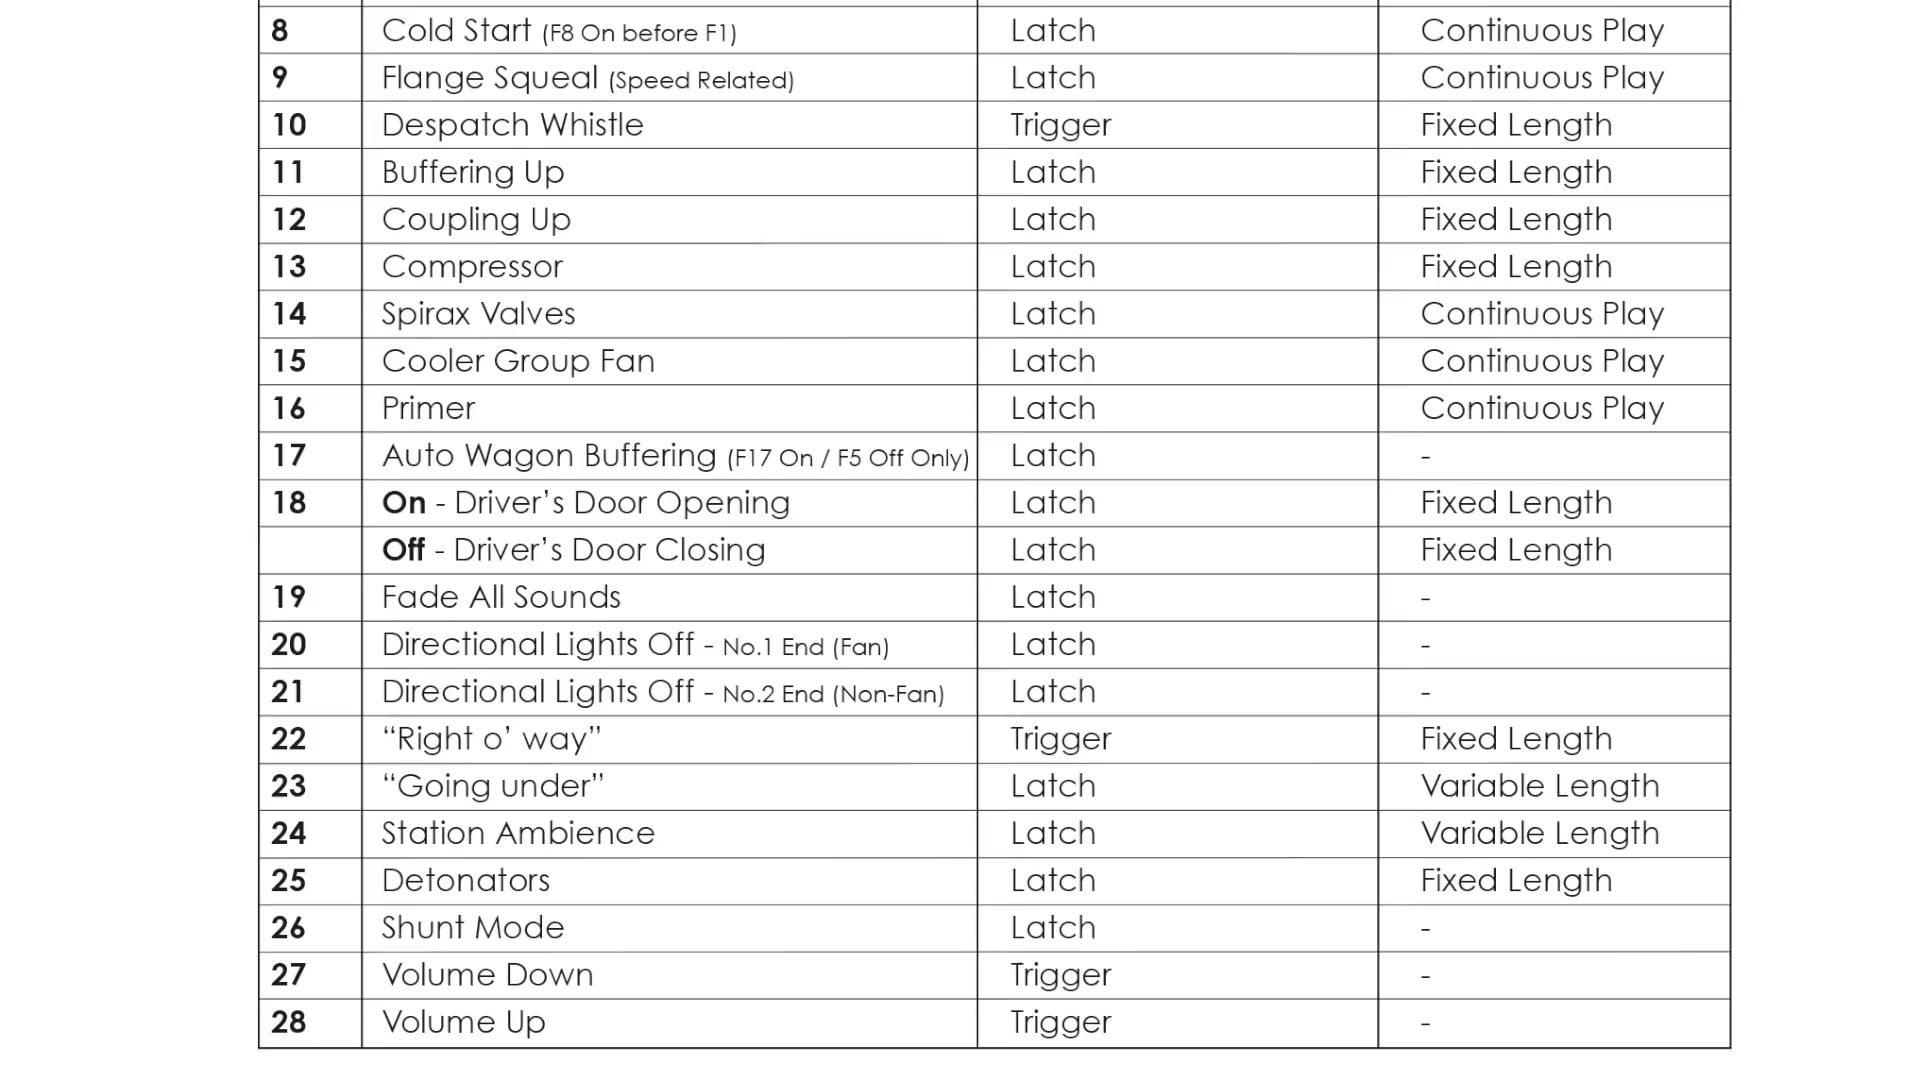 8 Cold Start (F8 On before F1) Latch Continuous Play
9 Flange Squeal (Speed Related) Latch Continuous Play
10 Despatch Whistle Trigger Fixed Length
11 Buffering Up Latch Fixed Length
12 Coupling Up Latch Fixed Length
13 Compressor Latch Fixed Length
14 Spirax Valves Latch Continuous Play
15 Cooler Group Fan Latch Continuous Play
16 Primer Latch Continuous Play
17 Auto Wagon Buffering (F17 On / F5 Off Only) Latch -
18 On - Driver’s Door Opening Latch Fixed Length
Off - Driver’s Door Closing Latch Fixed Length
19 Fade All Sounds Latch -
20 Directional Lights Off - No.1 End (Fan) Latch -
21 Directional Lights Off - No.2 End (Non-Fan) Latch -
22 “Right o’ way” Trigger Fixed Length
23 “Going under” Latch Variable Length
24 Station Ambience Latch Variable Length
25 Detonators Latch Fixed Length
26 Shunt Mode Latch -
27 Volume Down Trigger -
28 Volume Up Trigger -